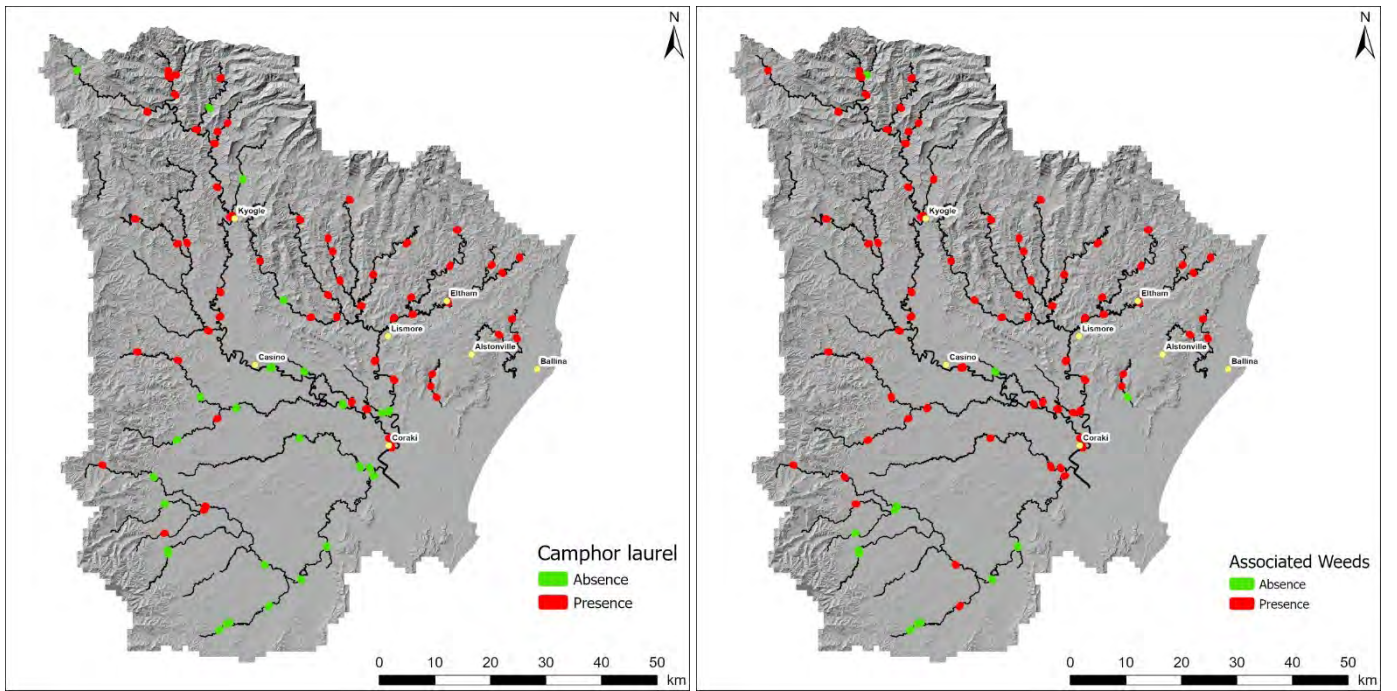 N
Kyogle
Eltham
Lismore
Alstonville
Casino
Ballina
Coraki
Camphor laurel
Absence
Presence
0 10 20 30 40 50
km
N
Kyogle
Eltham
Lismore
Alstonville
Casino
Ballina
Coraki
Associated Weeds
Absence
Presence
0 10 20 30 40 50
km